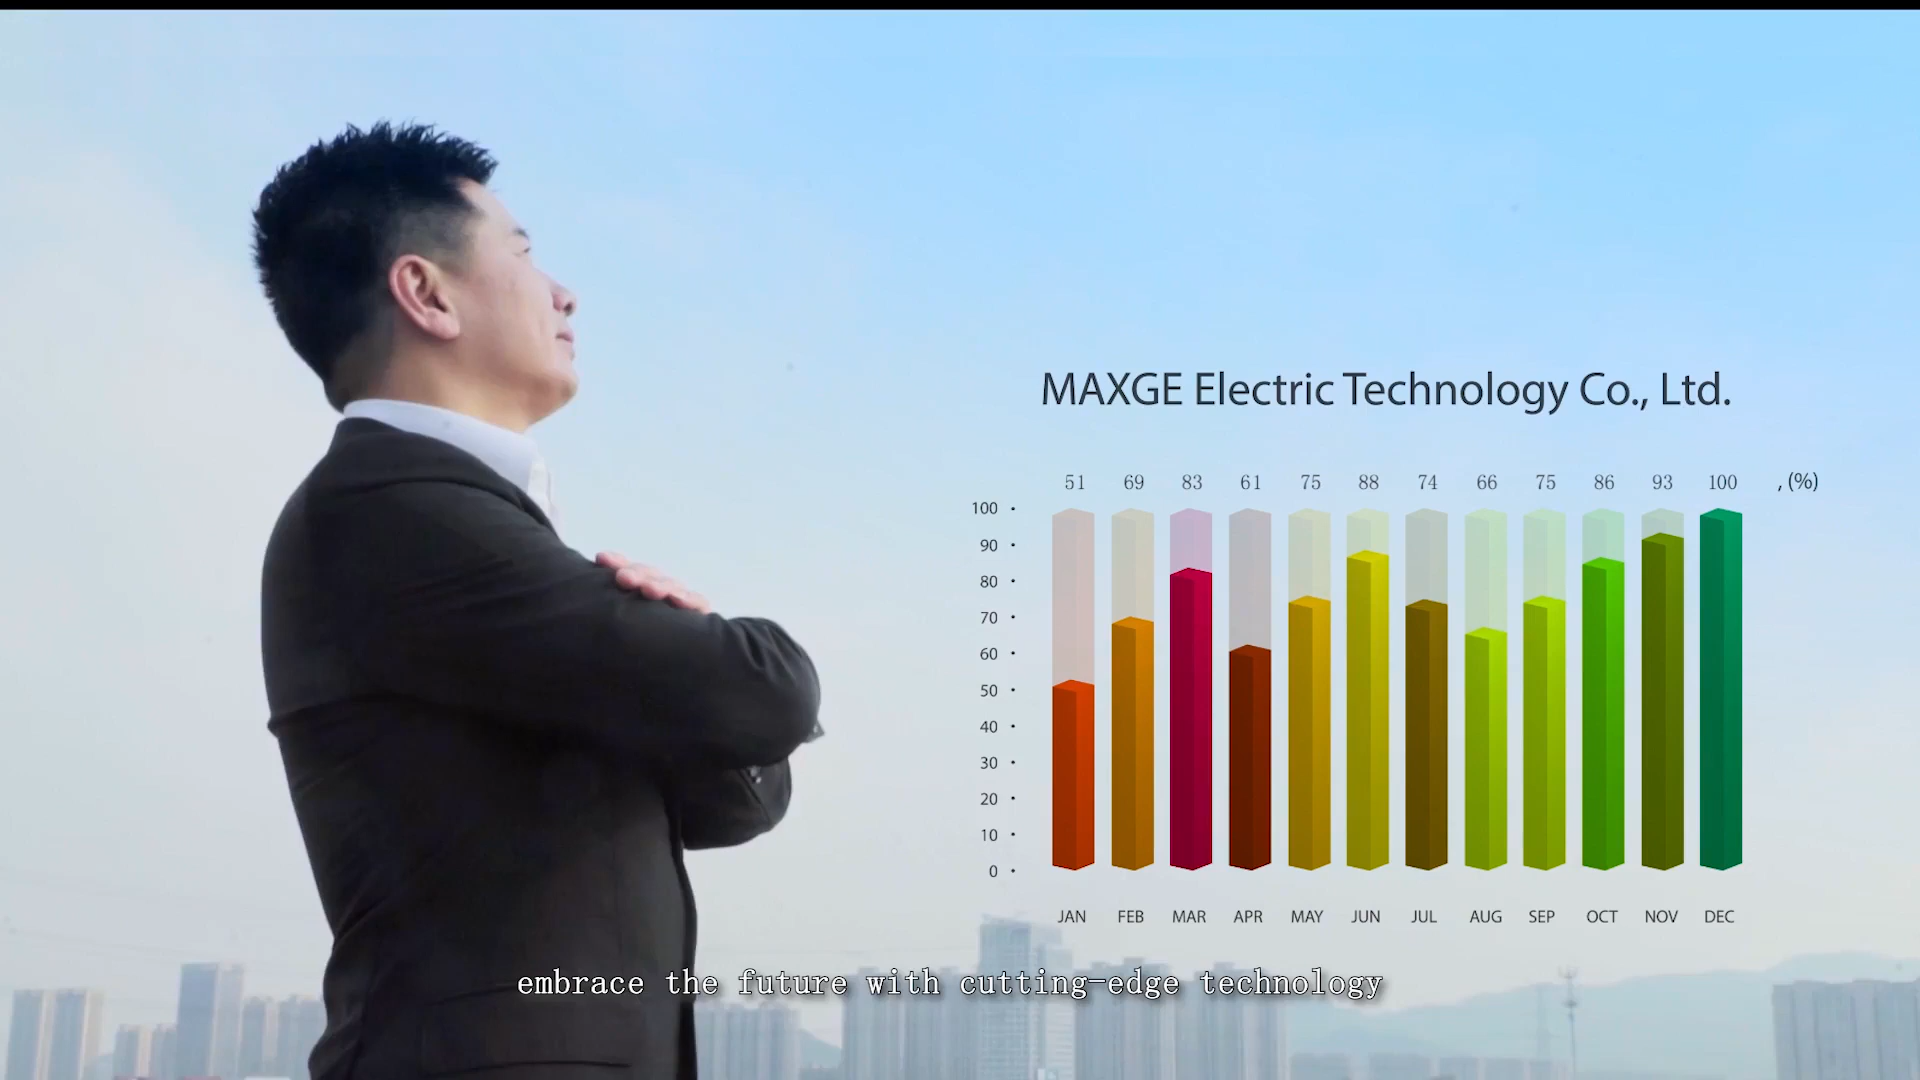 MAXGE Electric Technology Co., Ltd.
51 69 83 61 75 88 74 66 75 86 93 100 , (%)
100
90
80
70
60
50
40
30
20
10
0
JAN FEB MAR APR MAY JUN JUL AUG SEP OCT NOV DEC
embrace the future with cutting-edge technology